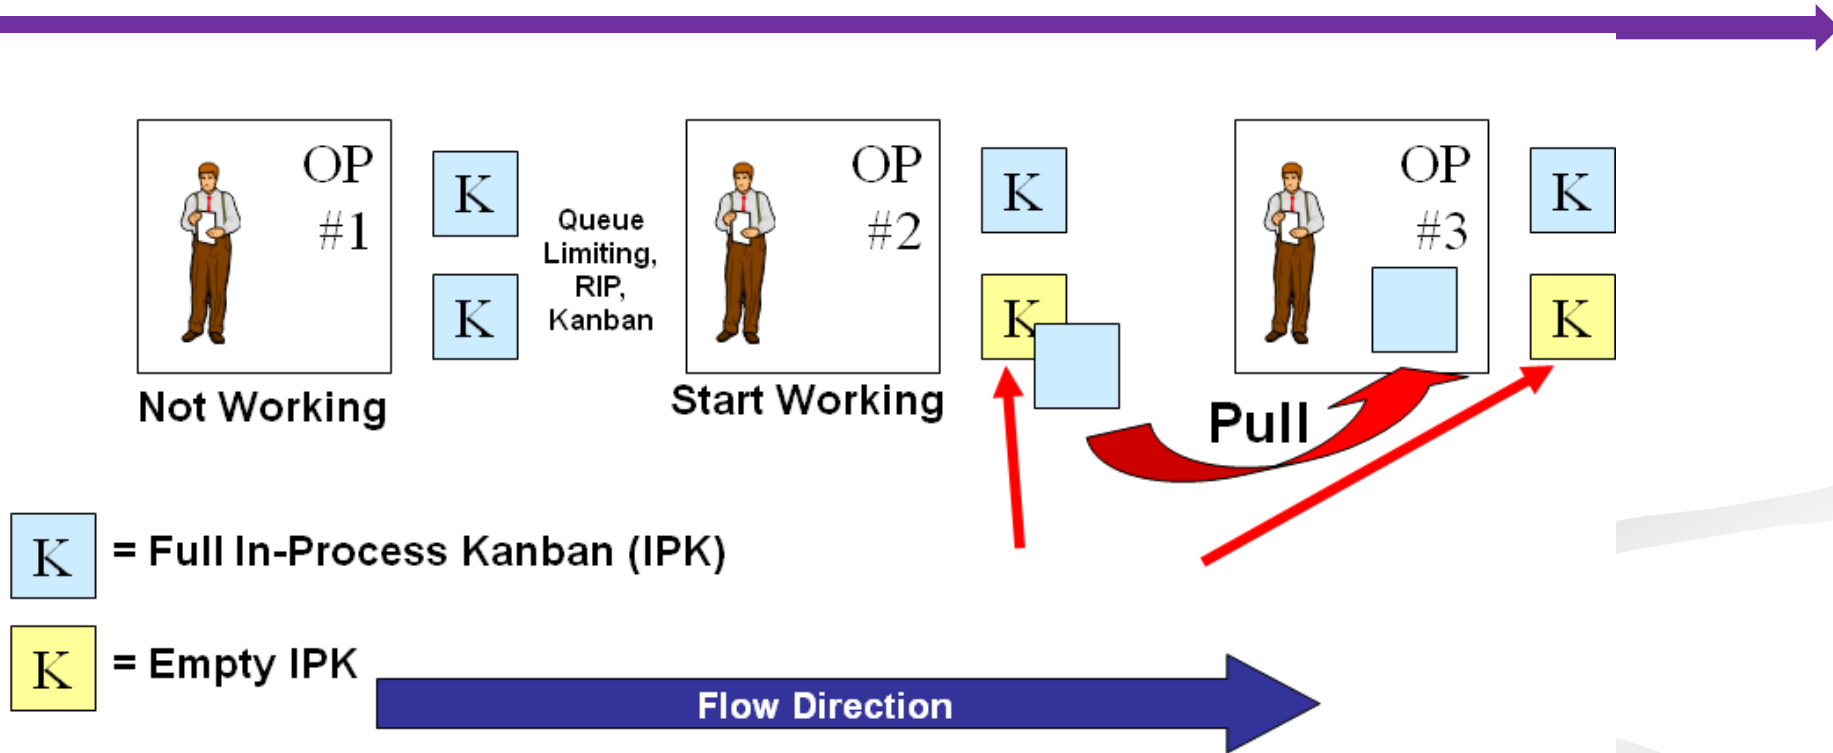 OP
#1
Not Working
K
K
Queue
Limiting,
RIP,
Kanban
OP
#2
Start Working
K
K
OP
#3
Pull
K
K
K = Full In-Process Kanban (IPK)
K = Empty IPK
Flow Direction